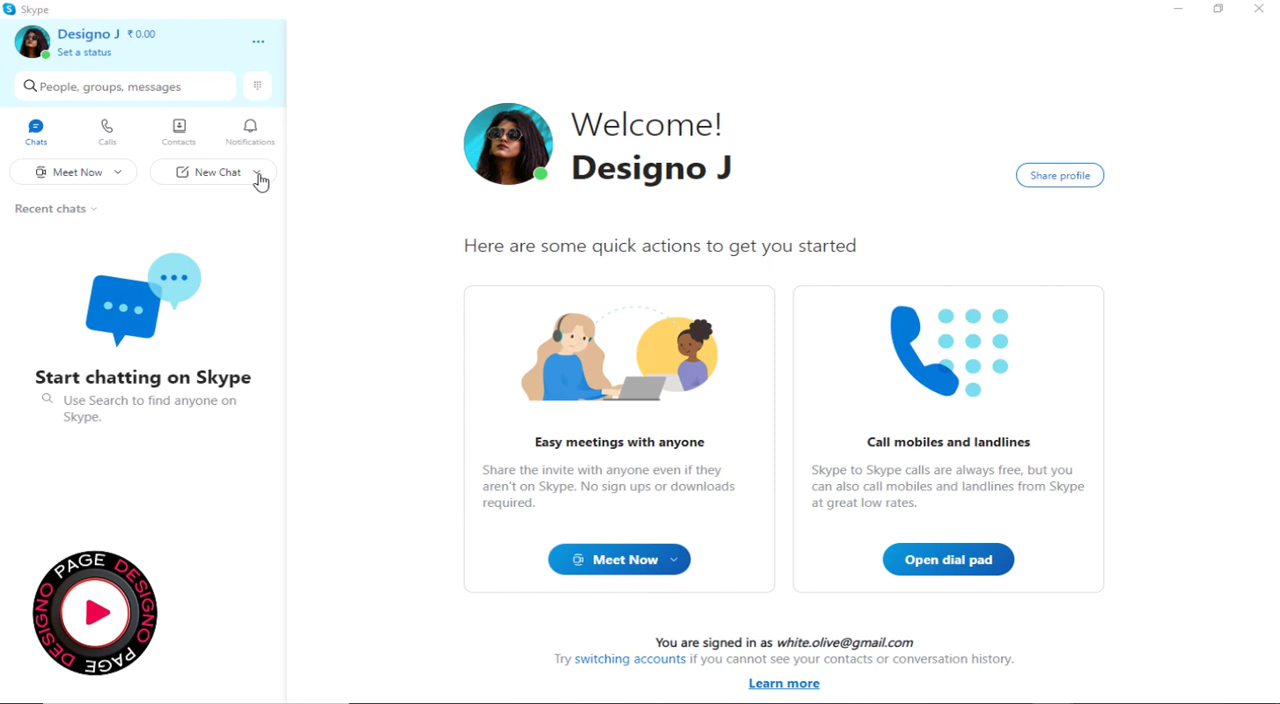 Skype
Designo J ₹ 0.00
Set a status
People, groups, messages
Chats
Calls
Contacts
Notifications
Meet Now
New Chat
Recent chats
Start chatting on Skype
Use Search to find anyone on
Skype.
PAGE DESIGNO PAGE DESIGNO
Welcome!
Designo J
Share profile
Here are some quick actions to get you started
Easy meetings with anyone
Share the invite with anyone even if they
aren't on Skype. No sign ups or downloads
required.
Meet Now
Call mobiles and landlines
Skype to Skype calls are always free, but you
can also call mobiles and landlines from Skype
at great low rates.
Open dial pad
You are signed in as white.olive@gmail.com
Try switching accounts if you cannot see your contacts or conversation history.
Learn more